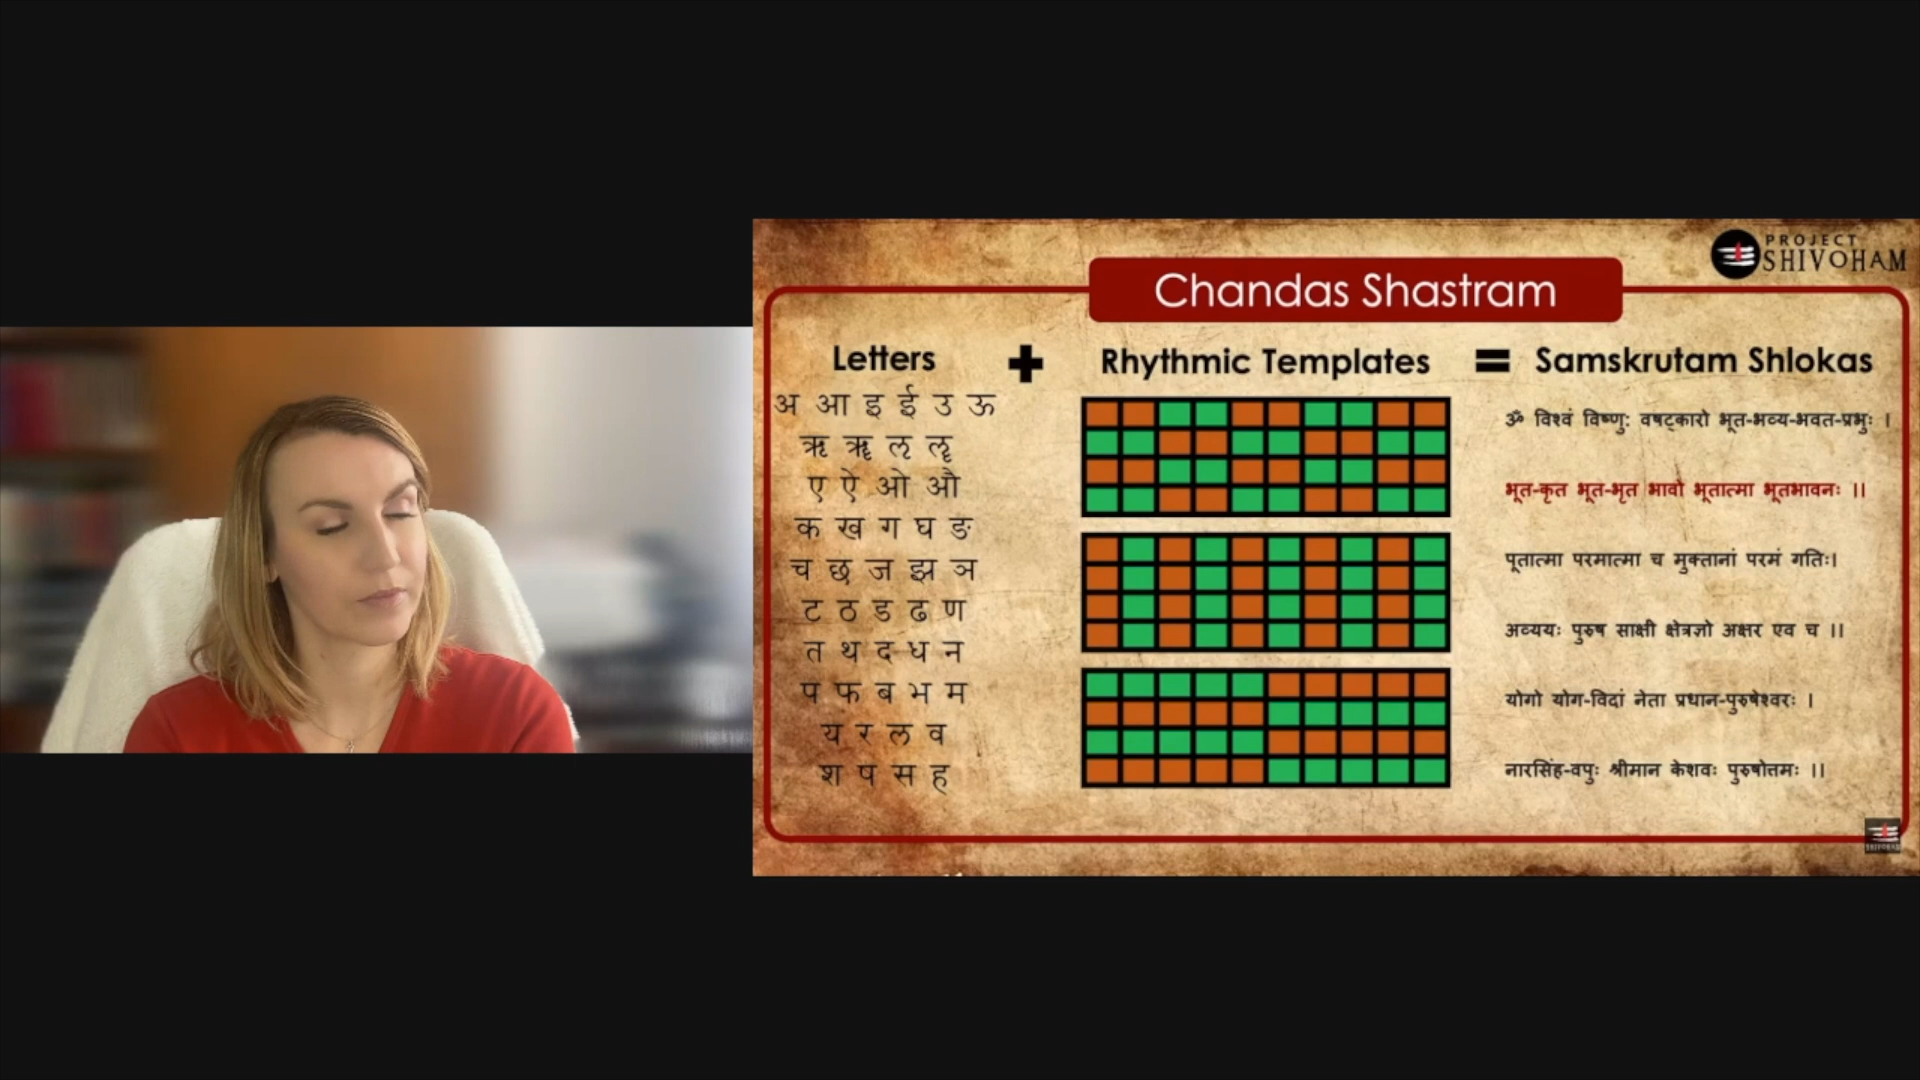 PROJECT
SHIVOHAM
Chandas Shastram
Letters + Rhythmic Templates = Samskrutam Shlokas
अ आ इ ई उ ऊ
ऋ ॠ ऌ ॡ
ए ऐ ओ औ
क ख ग घ ङ
च छ ज झ ञ
ट ठ ड ढ ण
त थ द ध न
प फ ब भ म
य र ल व
श ष स ह
ॐ विश्वं विष्णु: वषट्कारो भूत-भव्य-भवत-प्रभुः ।
भूत-कृत भूत-भृत भावो भूतात्मा भूतभावनः ।।
पूतात्मा परमात्मा च मुक्तानां परमं गतिः।
अव्ययः पुरुष साक्षी क्षेत्रज्ञो अक्षर एव च ।।
योगो योग-विदां नेता प्रधान-पुरुषेश्वरः ।
नारसिंह-वपुः श्रीमान केशवः पुरुषोत्तमः ।।
SHIVOHAM